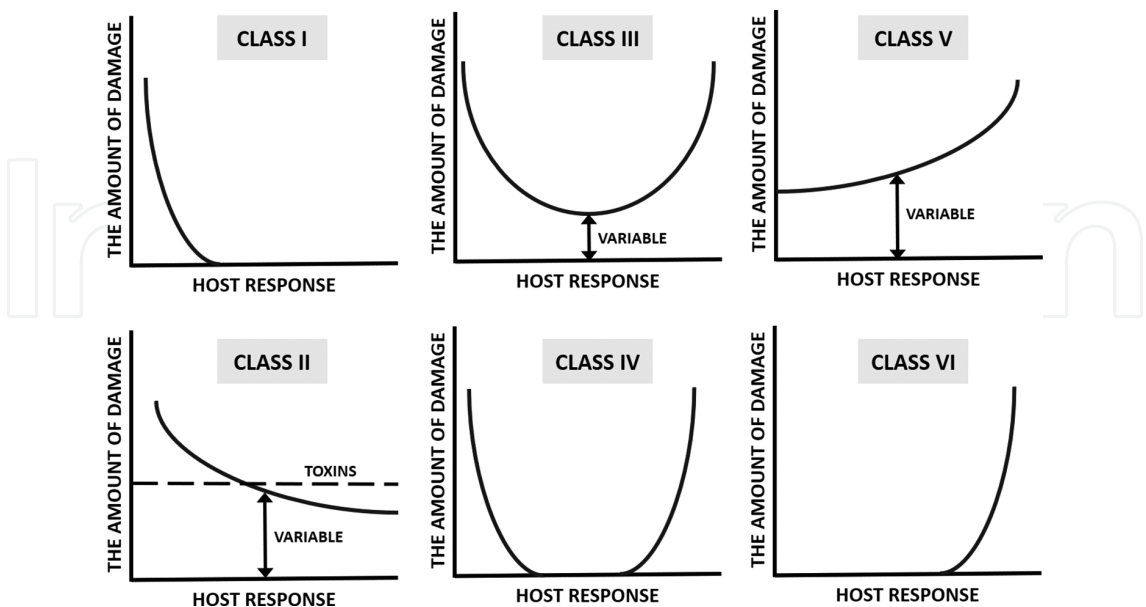 CLASS I
THE AMOUNT OF DAMAGE
HOST RESPONSE
CLASS III
THE AMOUNT OF DAMAGE
VARIABLE
HOST RESPONSE
CLASS V
THE AMOUNT OF DAMAGE
VARIABLE
HOST RESPONSE
CLASS II
THE AMOUNT OF DAMAGE
TOXINS
VARIABLE
HOST RESPONSE
CLASS IV
THE AMOUNT OF DAMAGE
HOST RESPONSE
CLASS VI
THE AMOUNT OF DAMAGE
HOST RESPONSE